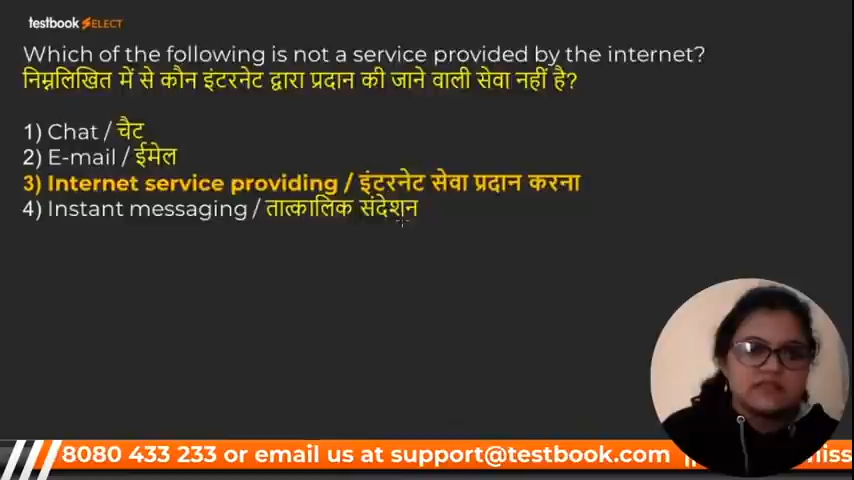 testbook SELECT
Which of the following is not a service provided by the internet?
निम्नलिखित में से कौन इंटरनेट द्वारा प्रदान की जाने वाली सेवा नहीं है?
1) Chat / चैट
2) E-mail / ईमेल
3) Internet service providing / इंटरनेट सेवा प्रदान करना
4) Instant messaging / तात्कालिक संदेशन
8080 433 233 or email us at support@testbook.com ||